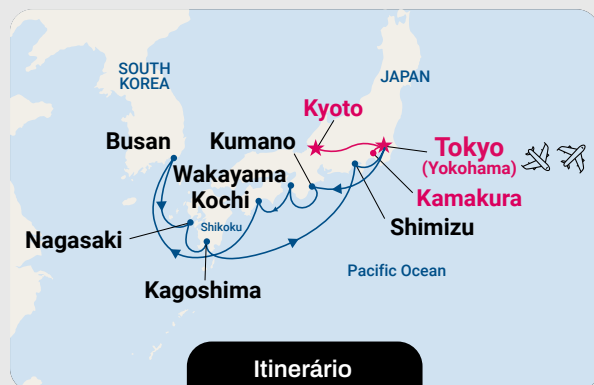 SOUTH
KOREA
JAPAN
Kyoto
Busan
Kumano
Tokyo
(Yokohama)
Wakayama
Kamakura
Kochi
Shimizu
Shikoku
Nagasaki
Pacific Ocean
Kagoshima
Itinerário